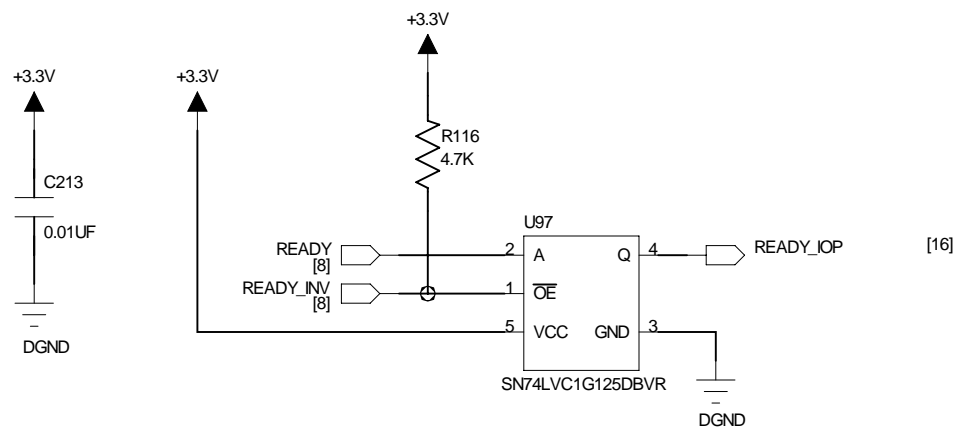 +3.3V
+3.3V
+3.3V
R116
4.7K
C213
0.01UF
DGND
U97
READY
[8]
2
A
Q
4
READY_IOP
[16]
READY_INV
[8]
1
OE
5
VCC
GND
3
SN74LVC1G125DBVR
DGND